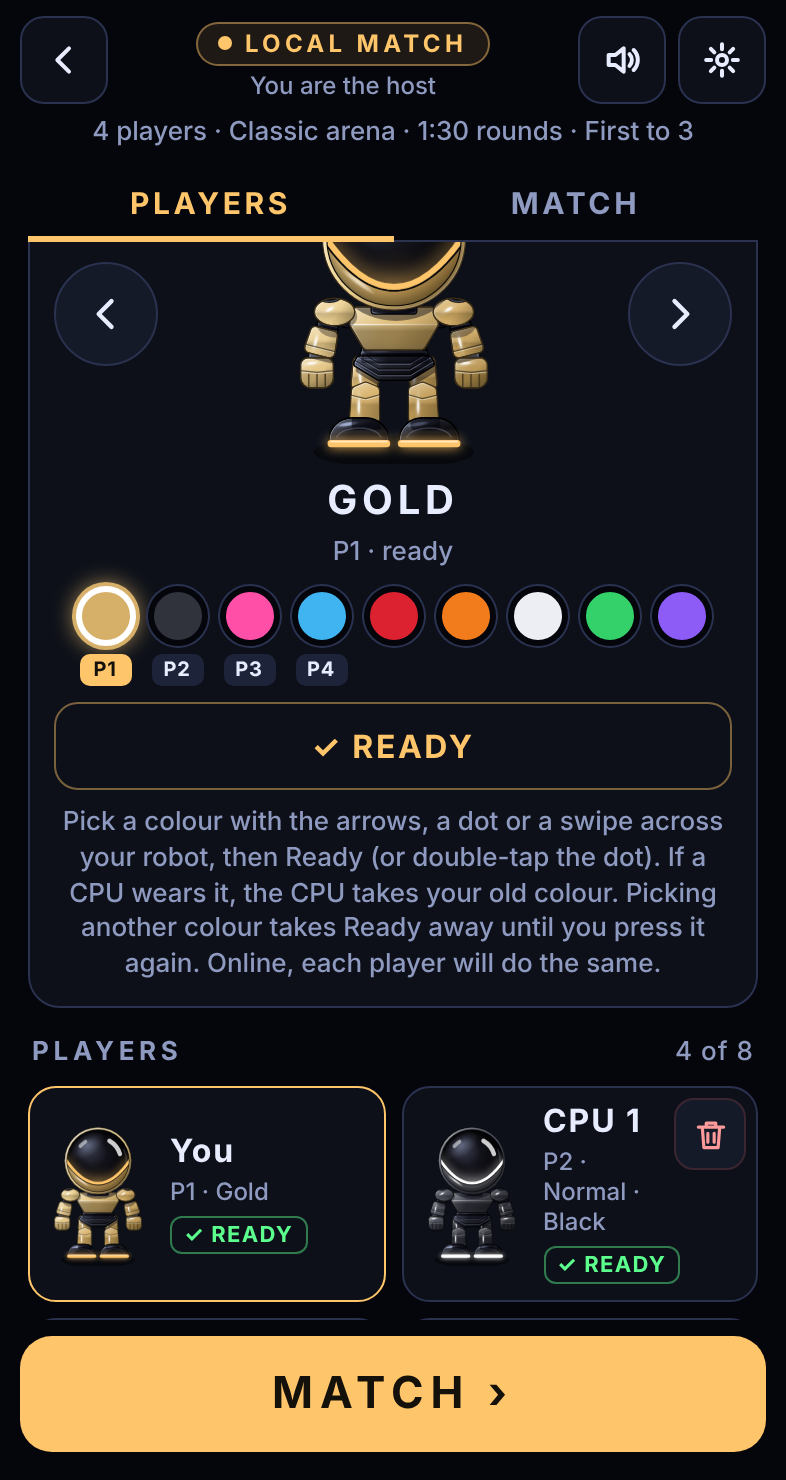 LOCAL MATCH
You are the host
4 players · Classic arena · 1:30 rounds · First to 3
PLAYERS
MATCH
GOLD
P1 · ready
P1 P2 P3 P4
✓ READY
Pick a colour with the arrows, a dot or a swipe across
your robot, then Ready (or double-tap the dot). If a
CPU wears it, the CPU takes your old colour. Picking
another colour takes Ready away until you press it
again. Online, each player will do the same.
PLAYERS
4 of 8
You
P1 · Gold
✓ READY
CPU 1
P2 ·
Normal ·
Black
✓ READY
MATCH ›